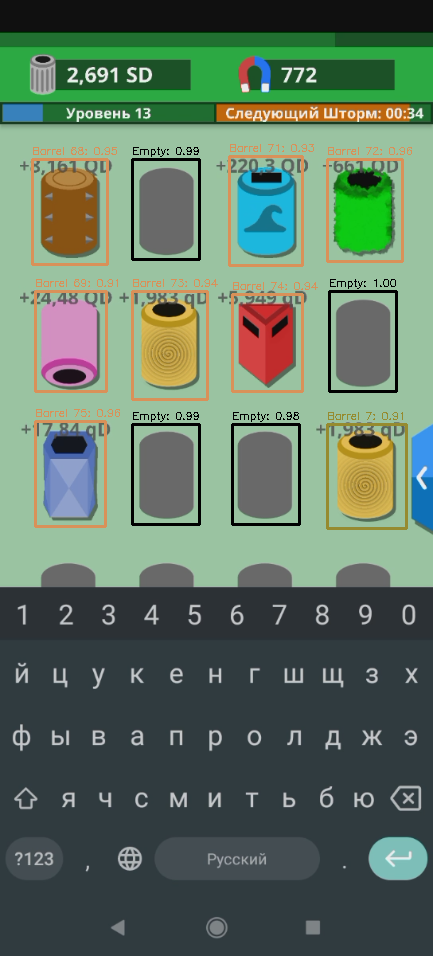 2,691 SD
772
Уровень 13
Следующий Шторм: 00:34
Barrel 68: 0.95
Empty: 0.99
Barrel 71: 0.93
Barrel 72: 0.96
+3,161 QD
+220,3 QD
+661 QD
Barrel 69: 0.91
Barrel 73: 0.94
Barrel 74: 0.94
Empty: 1.00
+24,48 QD
+1,983 qD
+5,949 qD
Barrel 75: 0.96
Empty: 0.99
Empty: 0.98
Barrel 7: 0.91
+17,84 qD
+1,983 qD
1 2 3 4 5 6 7 8 9 0
й ц у к е н г ш щ з х
ф ы в а п р о л д ж э
я ч с м и т ь б ю
?123 , Русский .